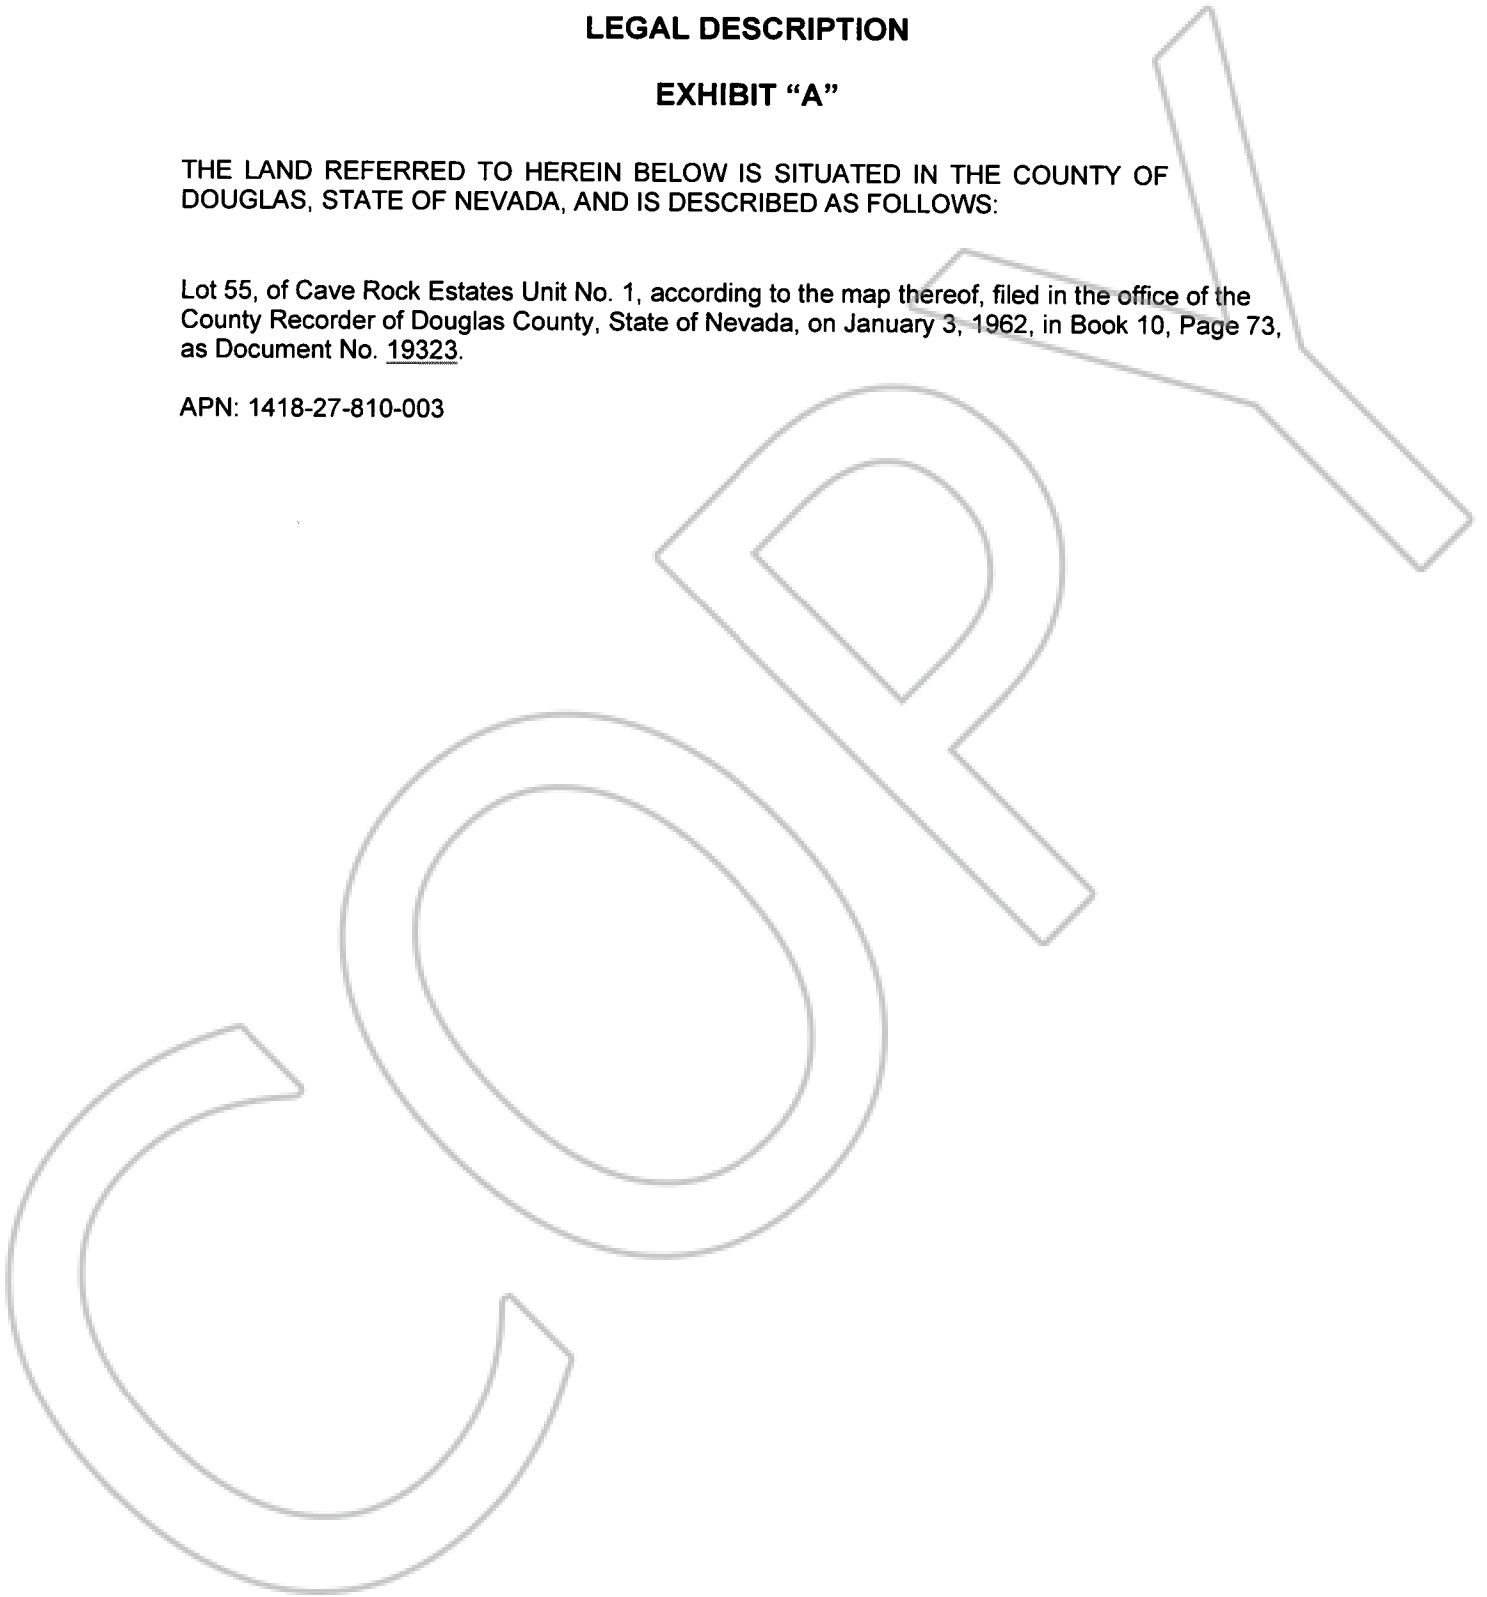 LEGAL DESCRIPTION
EXHIBIT “A”
THE LAND REFERRED TO HEREIN BELOW IS SITUATED IN THE COUNTY OF
DOUGLAS, STATE OF NEVADA, AND IS DESCRIBED AS FOLLOWS:
Lot 55, of Cave Rock Estates Unit No. 1, according to the map thereof, filed in the office of the
County Recorder of Douglas County, State of Nevada, on January 3, 1962, in Book 10, Page 73,
as Document No. 19323.
APN: 1418-27-810-003
COPY